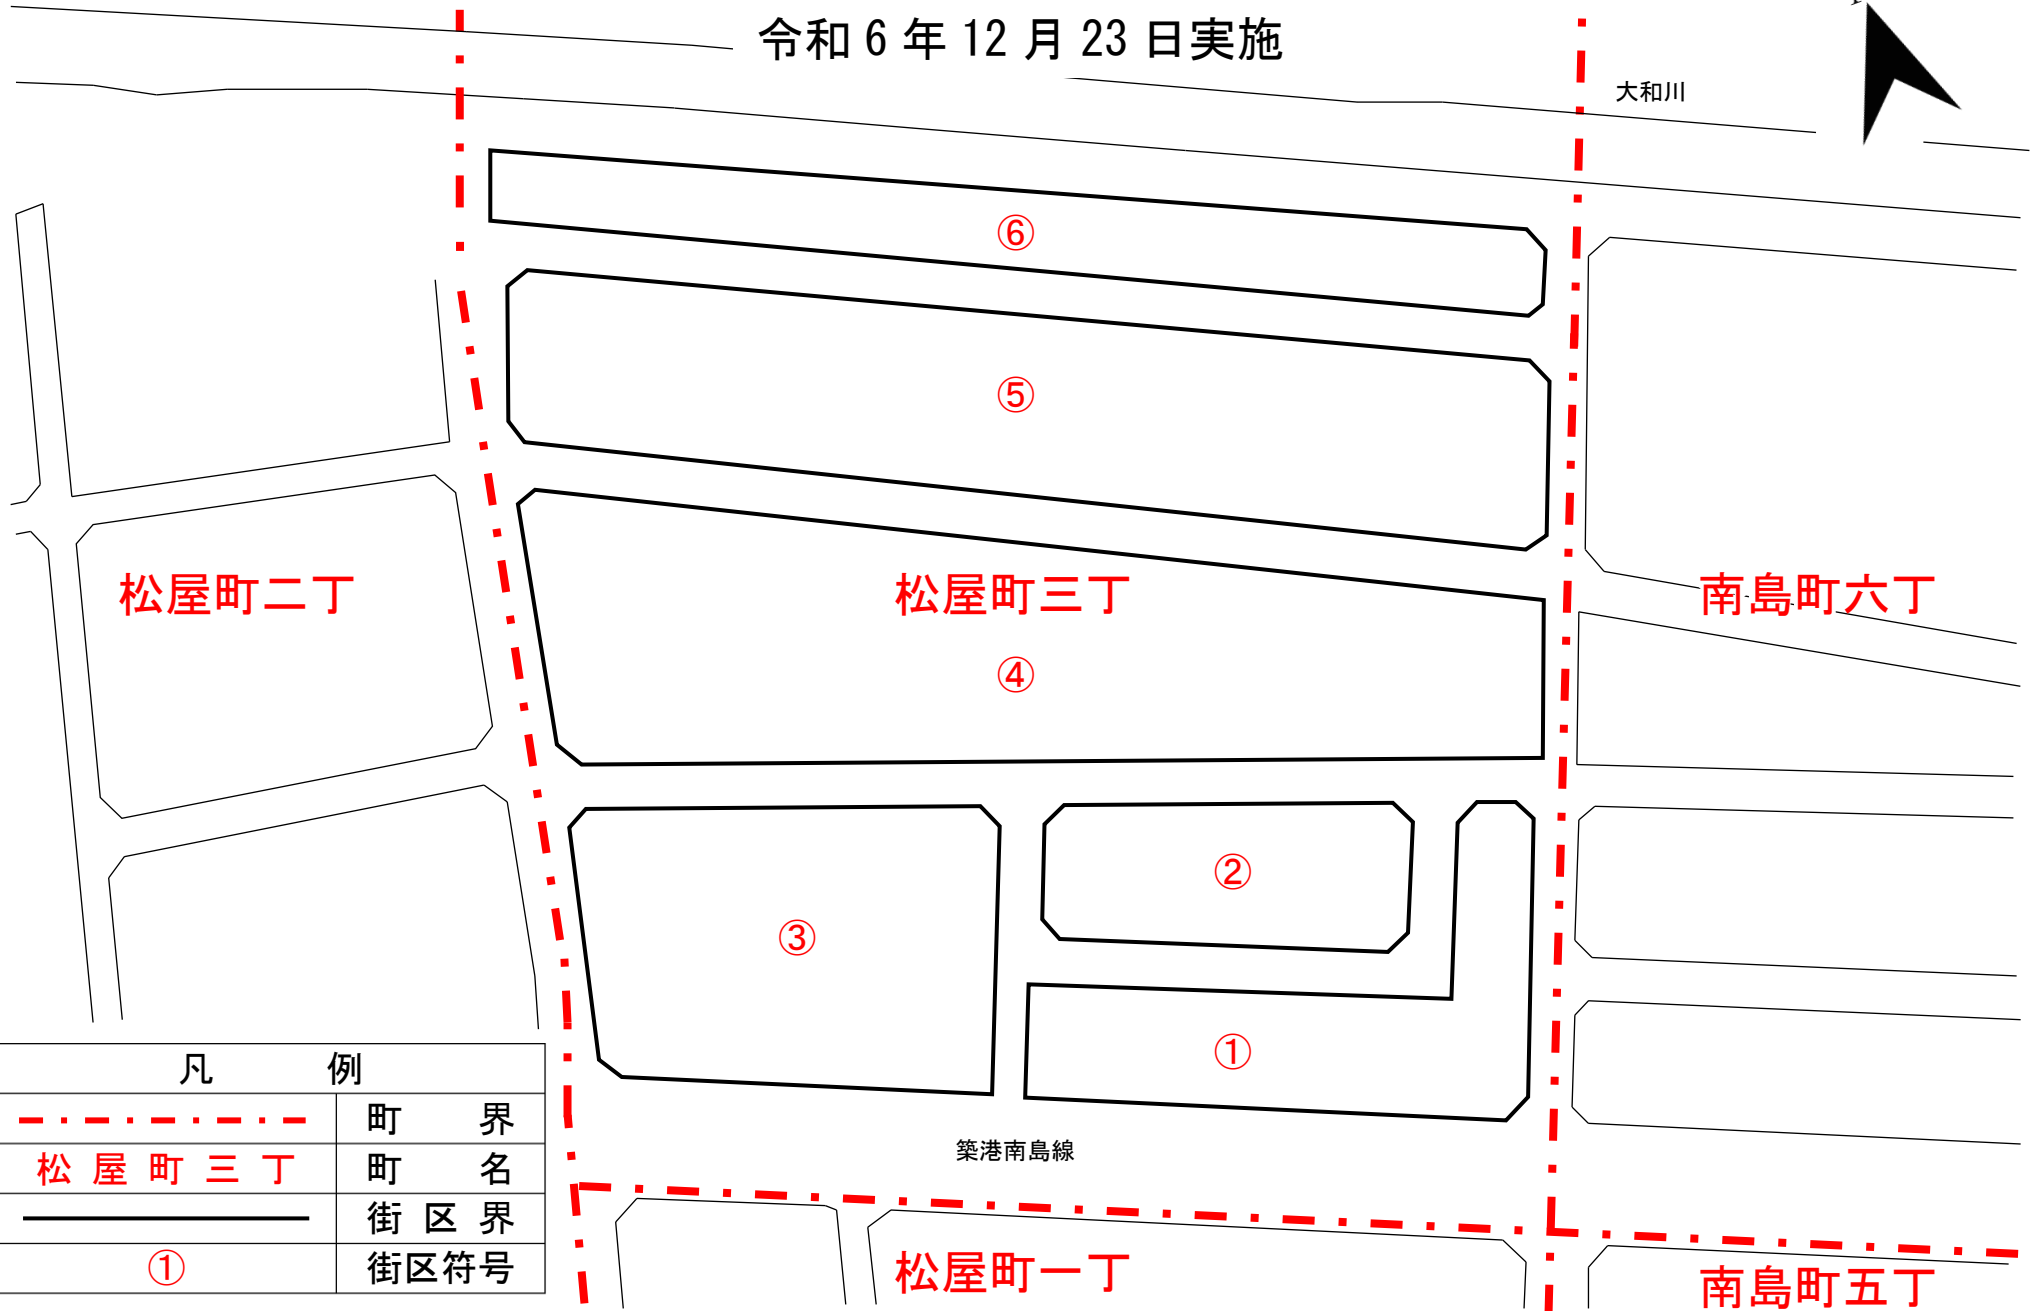 令和６年 12 月 23 日実施
大和川
⑥
⑤
松屋町二丁
松屋町三丁
南島町六丁
④
②
③
①
築港南島線
凡　例
町　界
松屋町三丁　町　名
街区界
①　街区符号
松屋町一丁
南島町五丁